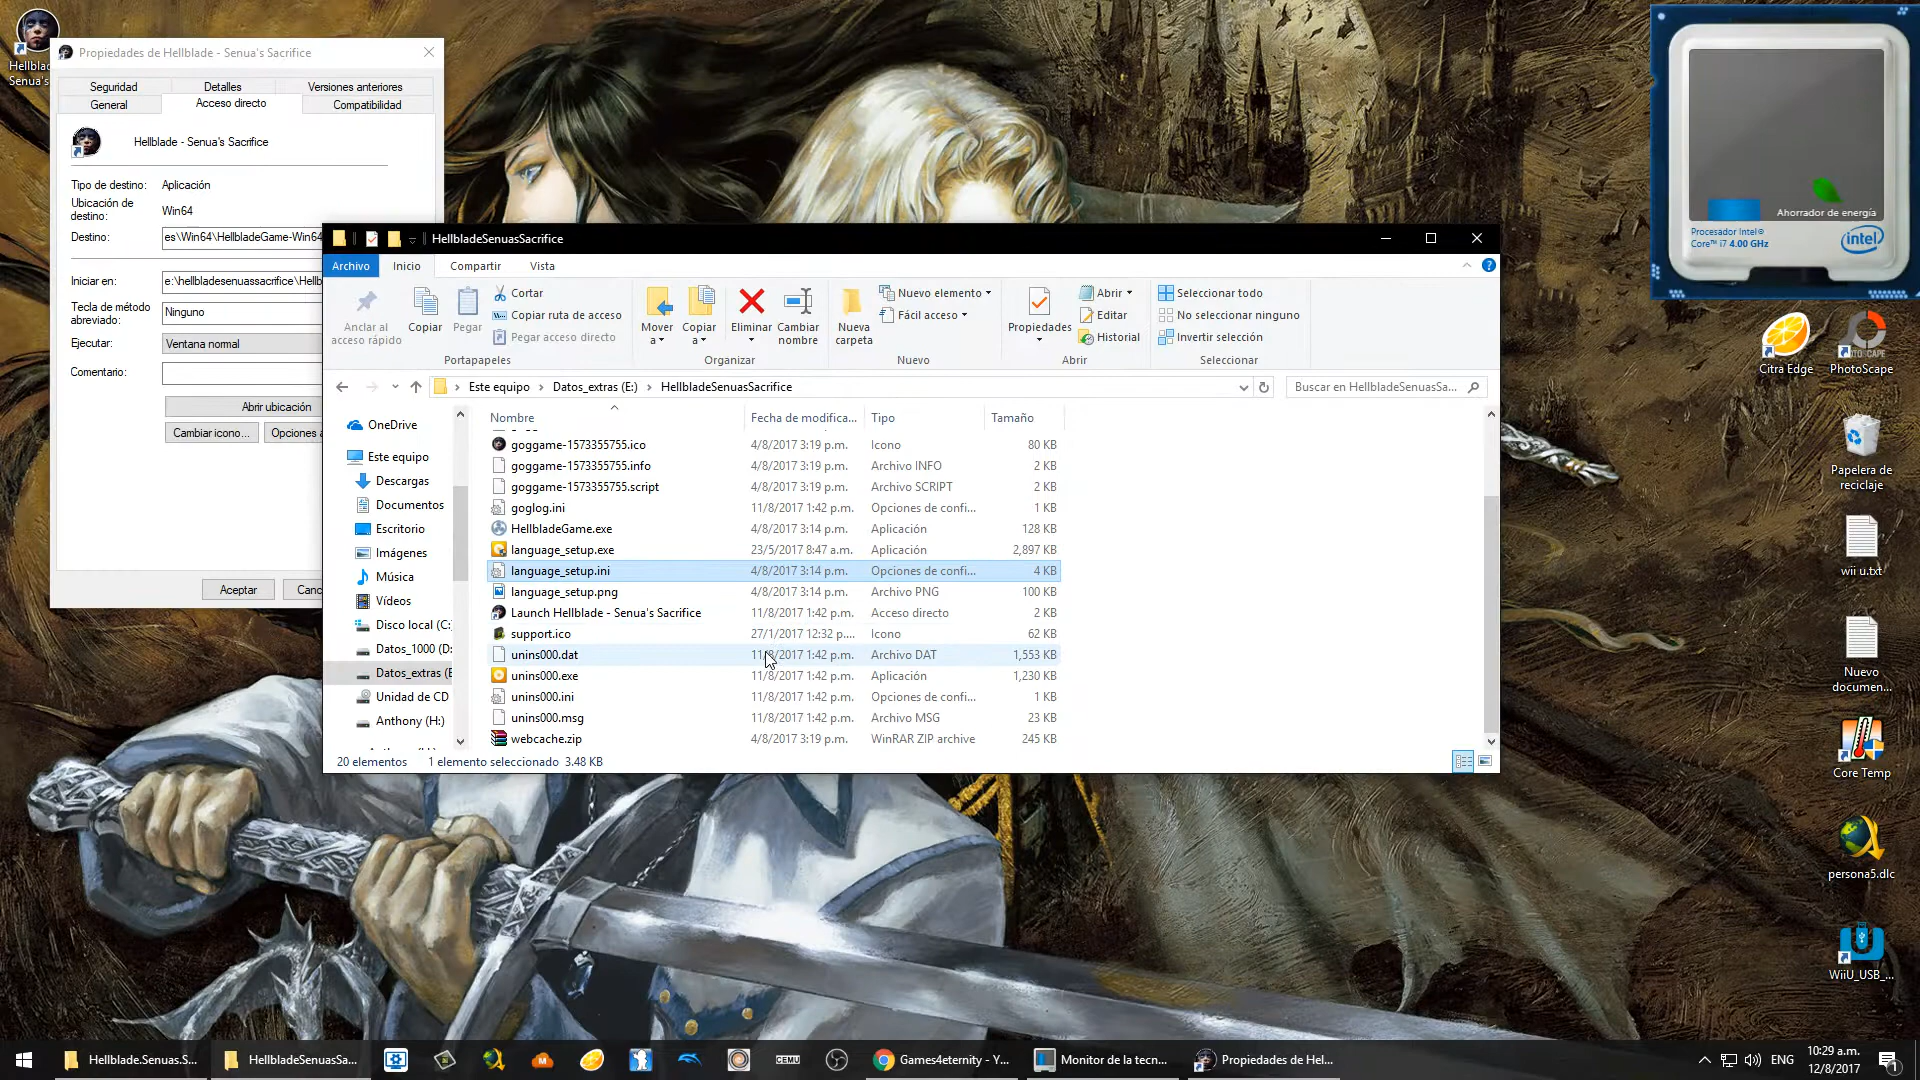 Hellblade
Senua's
Propiedades de Hellblade - Senua's Sacrifice
Seguridad
Detalles
Versiones anteriores
General
Acceso directo
Compatibilidad
Hellblade - Senua's Sacrifice
Tipo de destino:
Aplicación
Ubicación de
destino:
Win64
Destino:
es\Win64\HellbladeGame-Win64
Iniciar en:
e:\hellbladesenuassacrifice\Hellb
Tecla de método
abreviado:
Ninguno
Ejecutar:
Ventana normal
Comentario:
Abrir ubicación
Cambiar icono...
Opciones a
Aceptar
Canc
HellbladeSenuasSacrifice
Archivo
Inicio
Compartir
Vista
Anclar al
acceso rápido
Copiar
Pegar
Cortar
Copiar ruta de acceso
Pegar acceso directo
Portapapeles
Mover
a
Copiar
a
Eliminar
Cambiar
nombre
Organizar
Nueva
carpeta
Nuevo elemento
Fácil acceso
Nuevo
Propiedades
Abrir
Editar
Historial
Abrir
Seleccionar todo
No seleccionar ninguno
Invertir selección
Seleccionar
Este equipo > Datos_extras (E:) > HellbladeSenuasSacrifice
Buscar en HellbladeSenuasSa...
OneDrive
Este equipo
Descargas
Documentos
Escritorio
Imágenes
Música
Vídeos
Disco local (C:
Datos_1000 (D:
Datos_extras (E
Unidad de CD
Anthony (H:)
Nombre
Fecha de modifica...
Tipo
Tamaño
goggame-1573355755.ico 4/8/2017 3:19 p.m. Icono 80 KB
goggame-1573355755.info 4/8/2017 3:19 p.m. Archivo INFO 2 KB
goggame-1573355755.script 4/8/2017 3:19 p.m. Archivo SCRIPT 2 KB
goglog.ini 11/8/2017 1:42 p.m. Opciones de confi... 1 KB
HellbladeGame.exe 4/8/2017 3:14 p.m. Aplicación 128 KB
language_setup.exe 23/5/2017 8:47 a.m. Aplicación 2,897 KB
language_setup.ini 4/8/2017 3:14 p.m. Opciones de confi... 4 KB
language_setup.png 4/8/2017 3:14 p.m. Archivo PNG 100 KB
Launch Hellblade - Senua's Sacrifice 11/8/2017 1:42 p.m. Acceso directo 2 KB
support.ico 27/1/2017 12:32 p.... Icono 62 KB
unins000.dat 11/8/2017 1:42 p.m. Archivo DAT 1,553 KB
unins000.exe 11/8/2017 1:42 p.m. Aplicación 1,230 KB
unins000.ini 11/8/2017 1:42 p.m. Opciones de confi... 1 KB
unins000.msg 11/8/2017 1:42 p.m. Archivo MSG 23 KB
webcache.zip 4/8/2017 3:19 p.m. WinRAR ZIP archive 245 KB
20 elementos
1 elemento seleccionado 3.48 KB
Ahorrador de energía
Procesador Intel®
Core™ i7 4.00 GHz
intel
Citra Edge
PHOTOSCAPE
PhotoScape
Papelera de
reciclaje
wii u.txt
Nuevo
documen...
Core Temp
persona5.dlc
WiiU_USB_...
Hellblade.Senuas.S...
HellbladeSenuasSa...
CEMU
Games4eternity - Y...
Monitor de la tecn...
Propiedades de Hel...
ENG
10:29 a.m.
12/8/2017
1